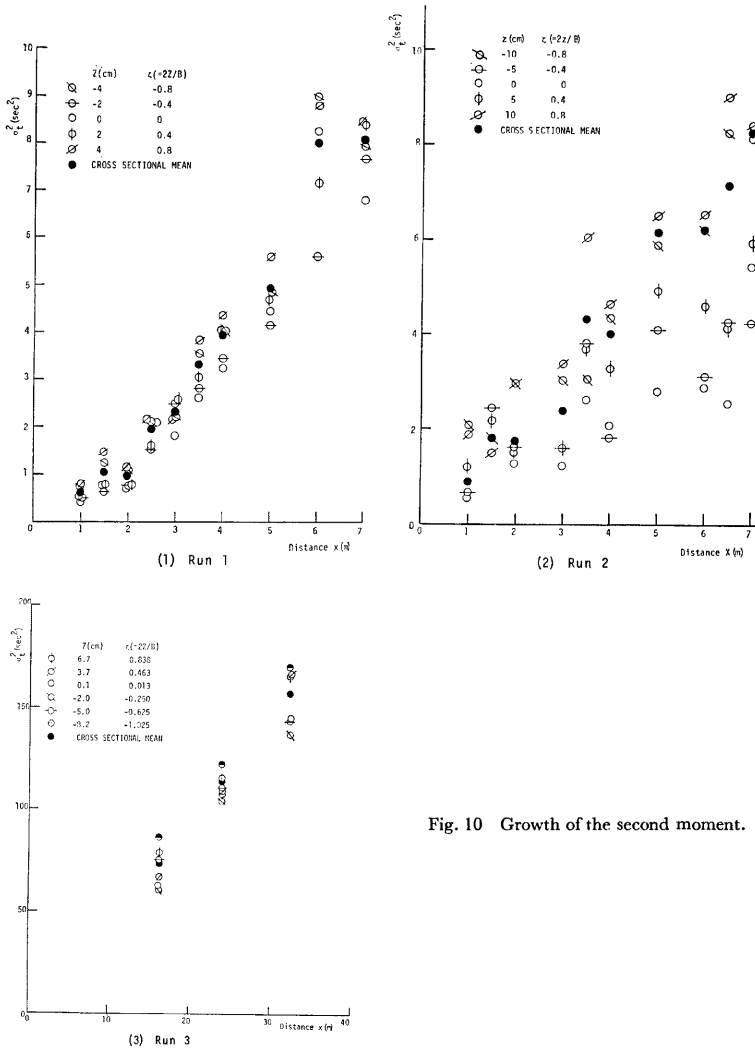 σt² (sec²)
Z(cm) ζ(=2Z/B)
-4 -0.8
-2 -0.4
0 0
2 0.4
4 0.8
CROSS SECTIONAL MEAN
9
8
7
6
5
4
3
2
1
0
0 1 2 3 4 5 6 7
Distance x (m)
(1) Run 1
σt² (sec²)
z (cm) ζ (=2z/B)
-10 -0.8
-5 -0.4
0 0
5 0.4
10 0.8
CROSS SECTIONAL MEAN
10
8
6
4
2
0
0 1 2 3 4 5 6 7
Distance X (m)
(2) Run 2
σt² (sec²)
Z(cm) ζ(=2Z/B)
6.7 0.838
3.7 0.463
0.1 0.013
-2.0 -0.250
-5.0 -0.625
-8.2 -1.025
CROSS SECTIONAL MEAN
200
150
100
50
0
0 10 20 30 40
Distance x (m)
(3) Run 3
Fig. 10 Growth of the second moment.